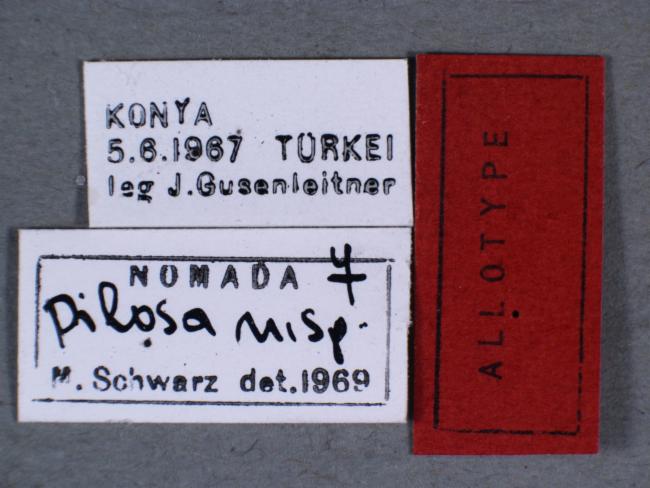 KONYA
5.6.1967 TÜRKEI
leg J.Gusenleitner
NOMADA ♀
pilosa n.sp.
M. Schwarz det.1969
ALLOTYPE